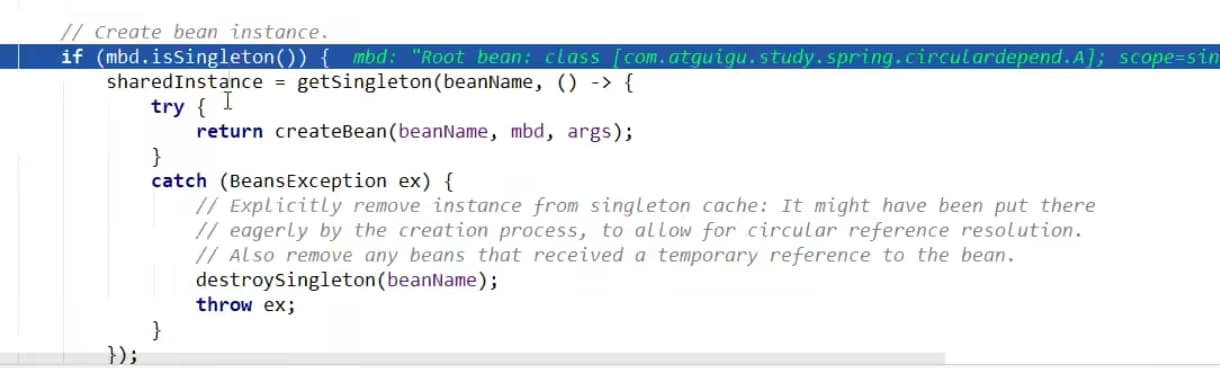 // Create bean instance.
if (mbd.isSingleton()) {  mbd: "Root bean: class [com.atguigu.study.spring.circulardepend.A]; scope=sin
sharedInstance = getSingleton(beanName, () -> {
try {
return createBean(beanName, mbd, args);
}
catch (BeansException ex) {
// Explicitly remove instance from singleton cache: It might have been put there
// eagerly by the creation process, to allow for circular reference resolution.
// Also remove any beans that received a temporary reference to the bean.
destroySingleton(beanName);
throw ex;
}
});